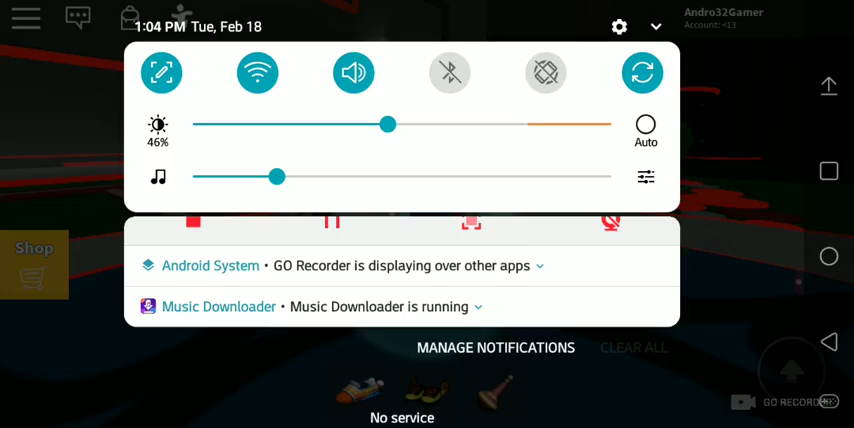 1:04 PM Tue, Feb 18
Andro32Gamer
Account: <13
46%
Auto
Shop
Android System • GO Recorder is displaying over other apps
Music Downloader • Music Downloader is running
MANAGE NOTIFICATIONS CLEAR ALL
GO RECORDER
No service